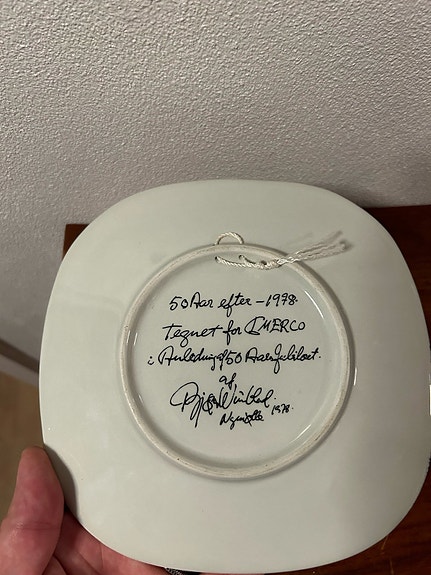 50 Aar efter - 1978.
Tegnet for IMERCO
i Anledning af 50 Aars Jubilæet.
af
Bjørn Wiinblad.
Nymølle 1978.